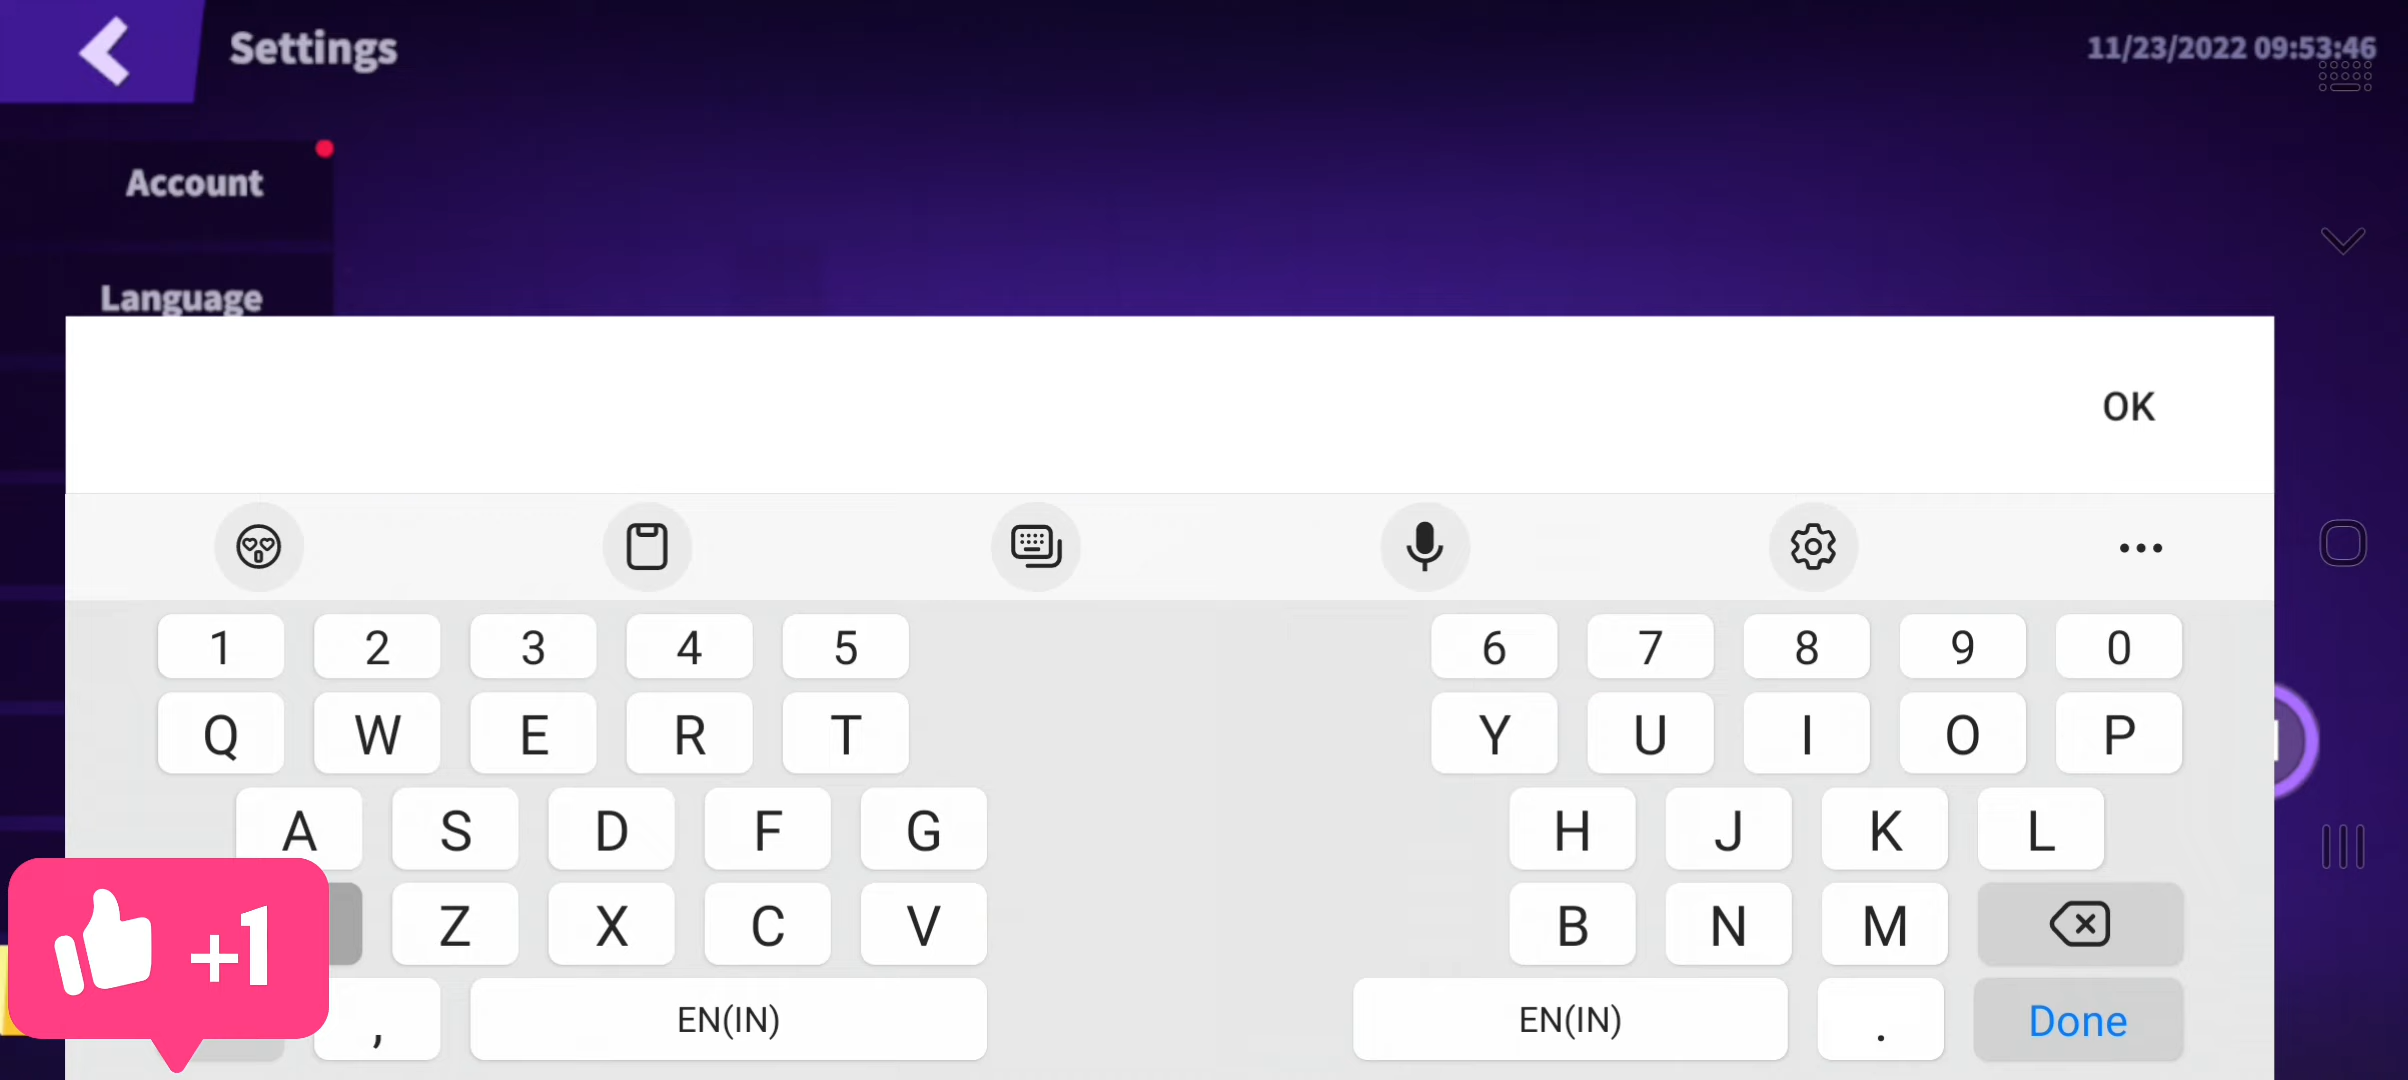 Settings
11/23/2022 09:53:46
Account
Language
OK
1 2 3 4 5 6 7 8 9 0
Q W E R T Y U I O P
A S D F G H J K L
Z X C V B N M
+1
, EN(IN) EN(IN) . Done